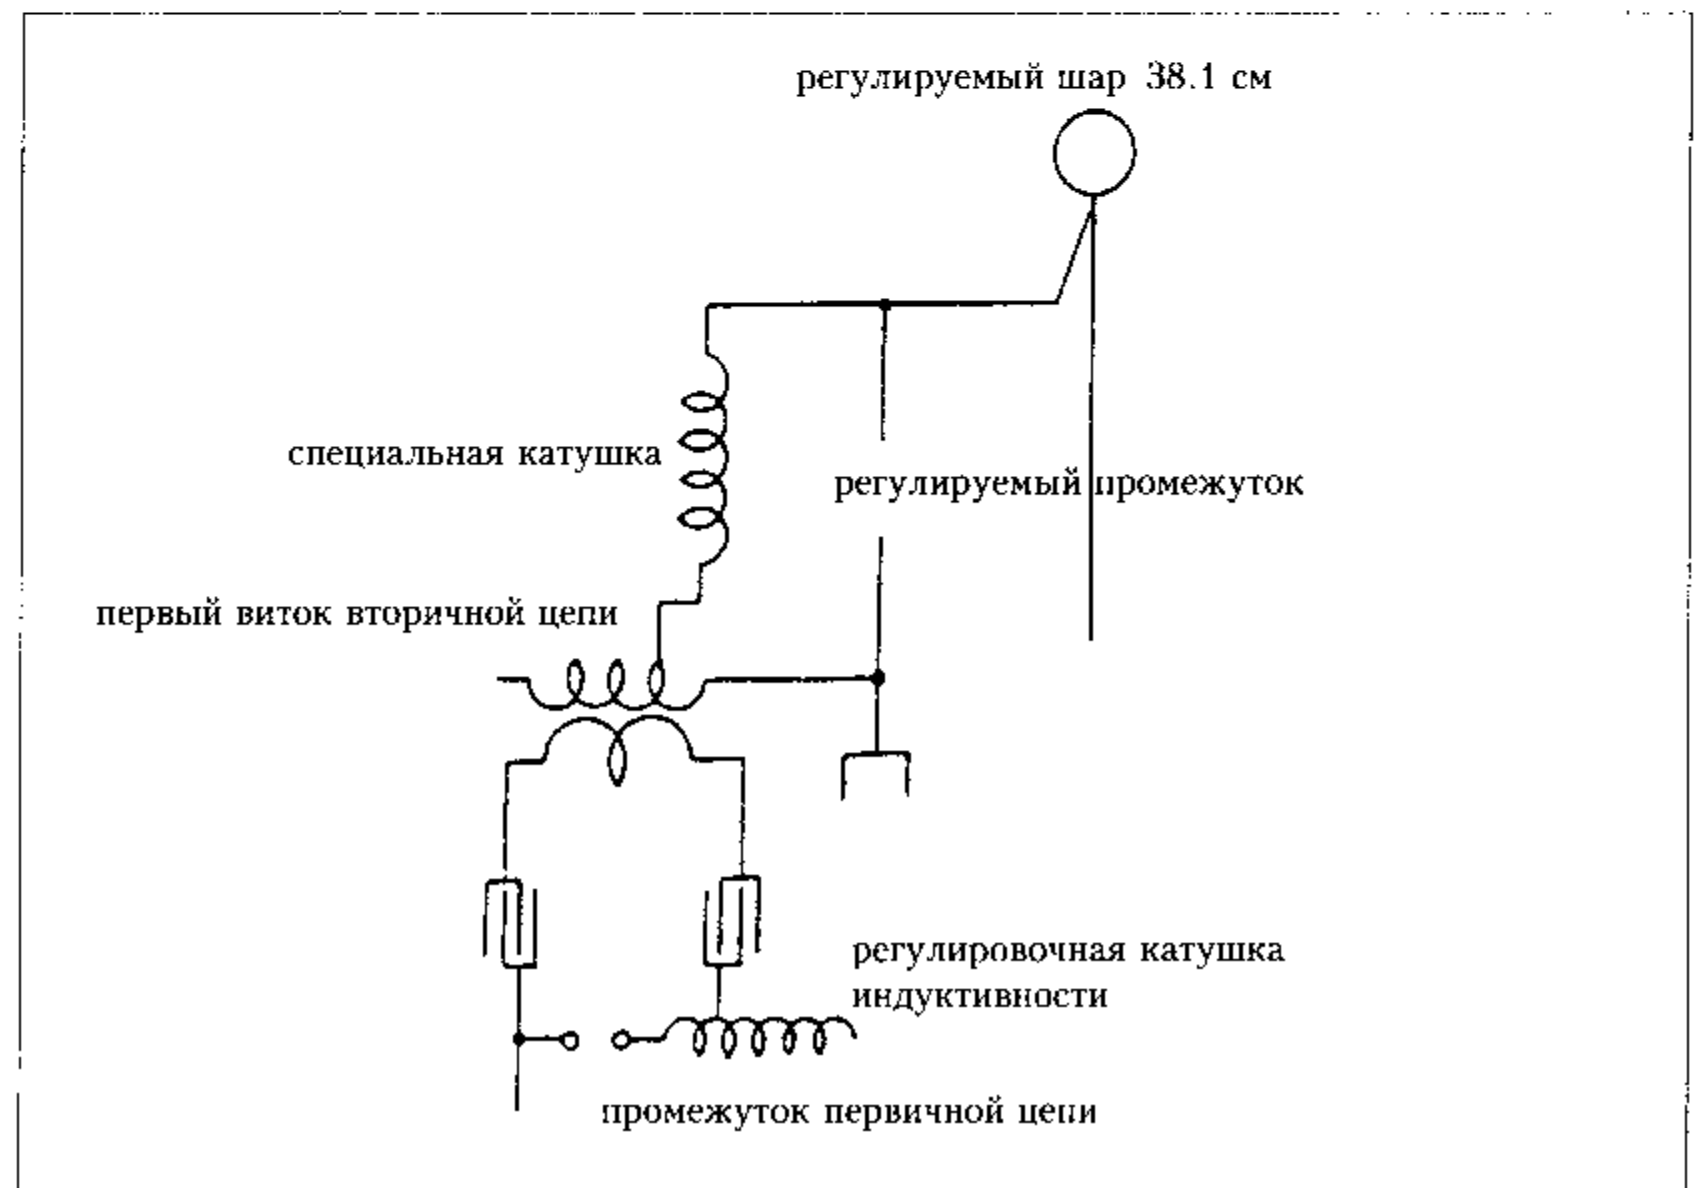 регулируемый шар 38.1 см
специальная катушка
регулируемый промежуток
первый виток вторичной цепи
регулировочная катушка
индуктивности
промежуток первичной цепи